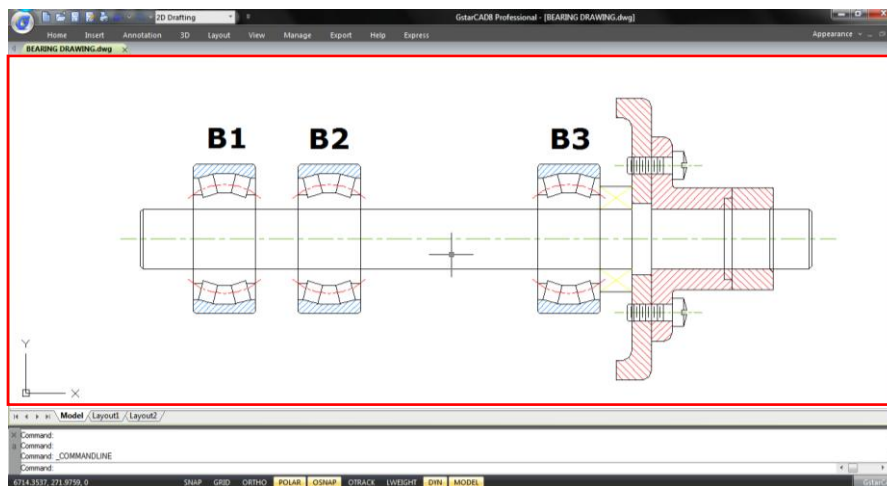 2D Drafting
GstarCAD8 Professional - [BEARING DRAWING.dwg]
Home Insert Annotation 3D Layout View Manage Export Help Express Appearance
BEARING DRAWING.dwg
B1 B2 B3
Y
X
Model Layout1 Layout2
Command:
Command:
Command: _COMMANDLINE
Command:
6714.3537, 271.9759, 0 SNAP GRID ORTHO POLAR OSNAP OTRACK LWEIGHT DYN MODEL